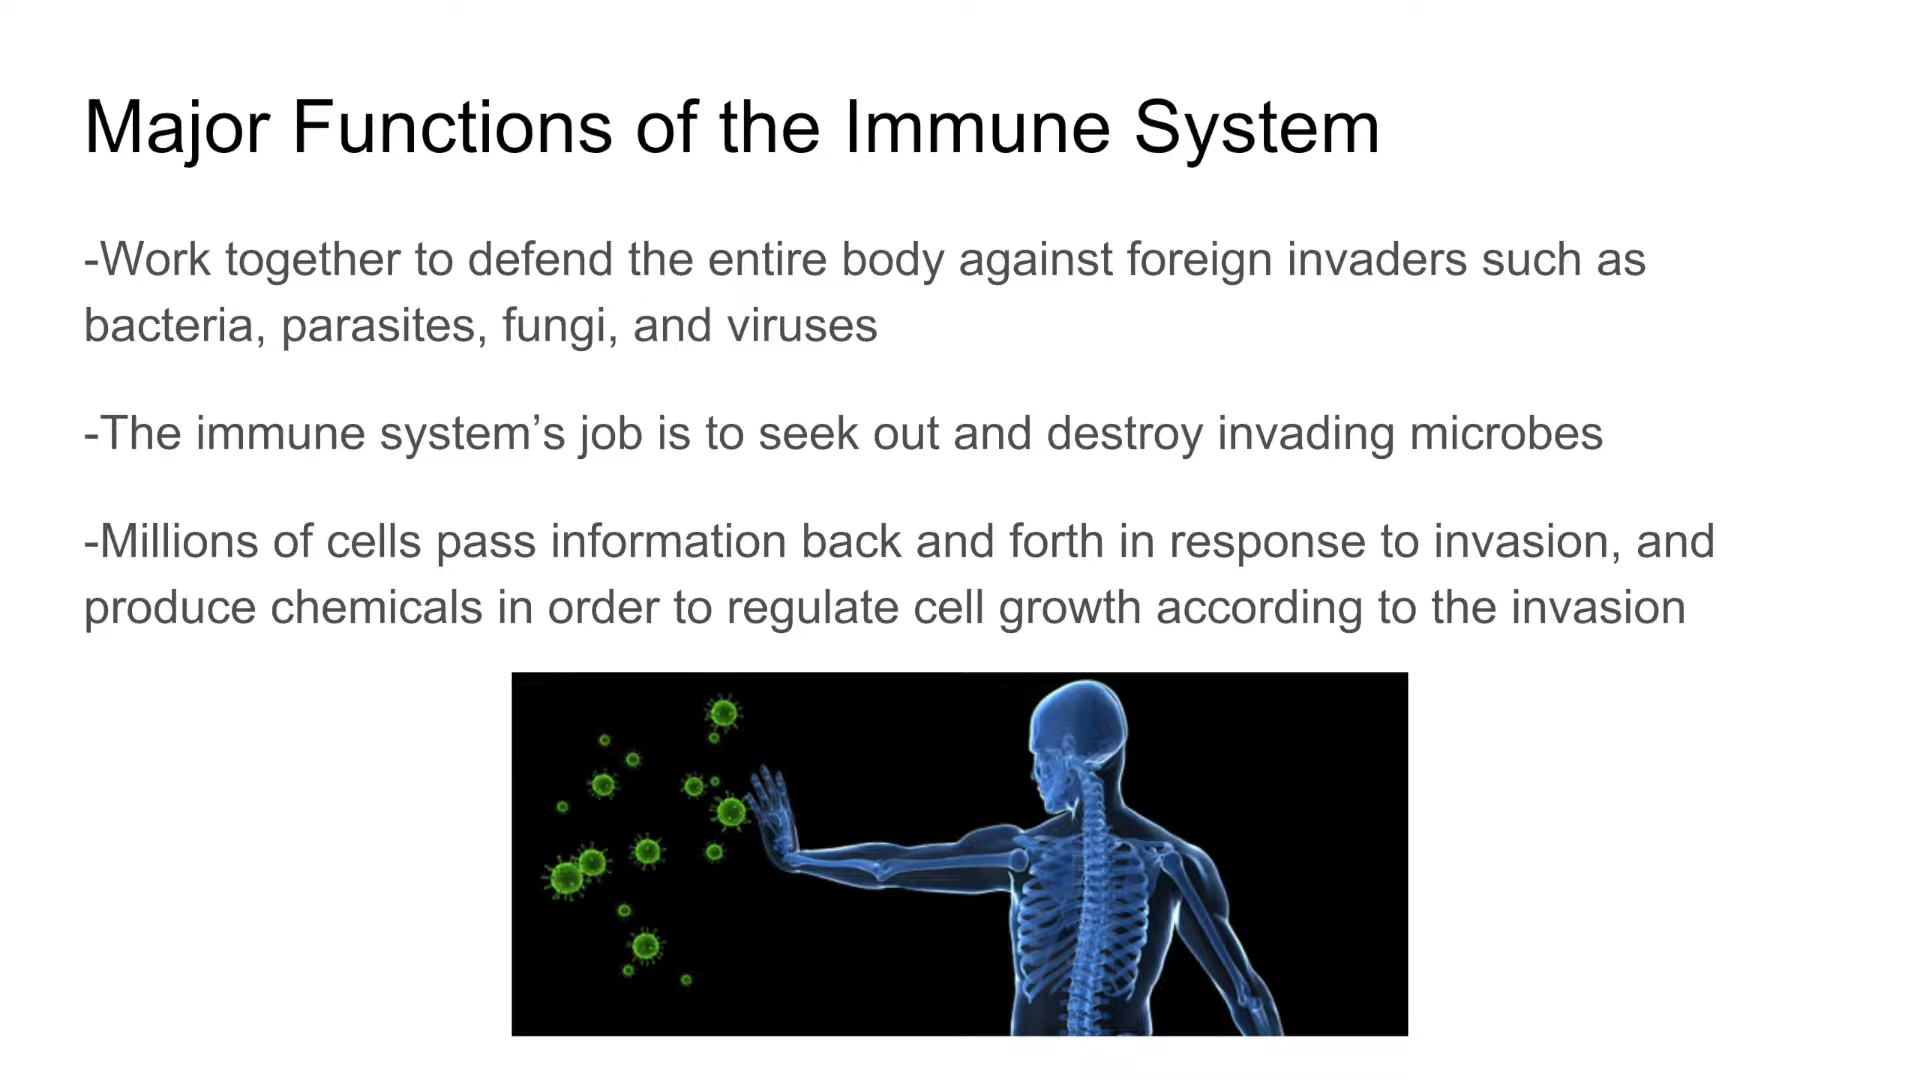 Major Functions of the Immune System
-Work together to defend the entire body against foreign invaders such as
bacteria, parasites, fungi, and viruses
-The immune system’s job is to seek out and destroy invading microbes
-Millions of cells pass information back and forth in response to invasion, and
produce chemicals in order to regulate cell growth according to the invasion